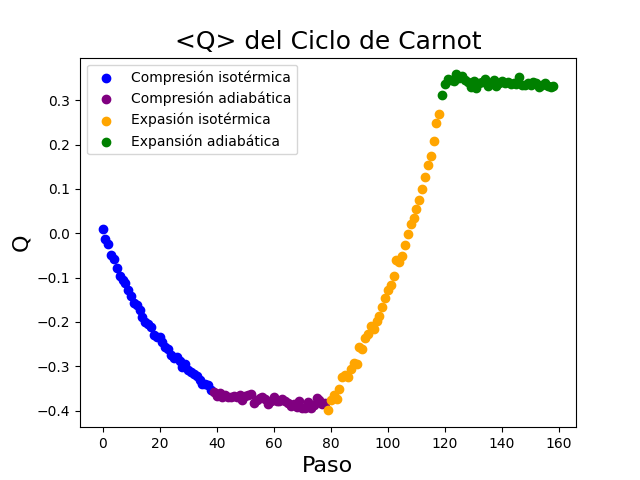 <Q> del Ciclo de Carnot
Compresión isotérmica
Compresión adiabática
Expasión isotérmica
Expansión adiabática
0.3
0.2
0.1
0.0
−0.1
−0.2
−0.3
−0.4
Q
0 20 40 60 80 100 120 140 160
Paso